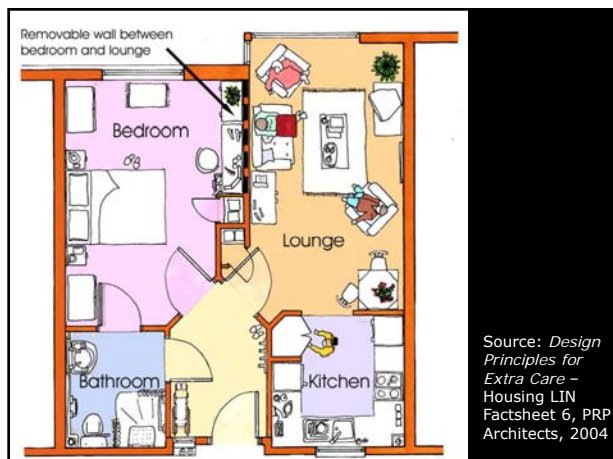 Removable wall between
bedroom and lounge
Bedroom
Lounge
Bathroom
Kitchen
Source: Design
Principles for
Extra Care –
Housing LIN
Factsheet 6, PRP
Architects, 2004